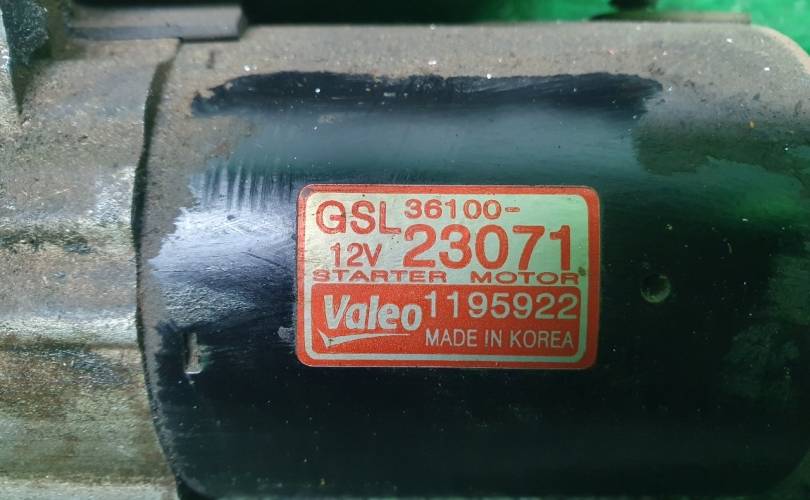 GSL 36100-
12V 23071
STARTER MOTOR
Valeo 1195922
MADE IN KOREA